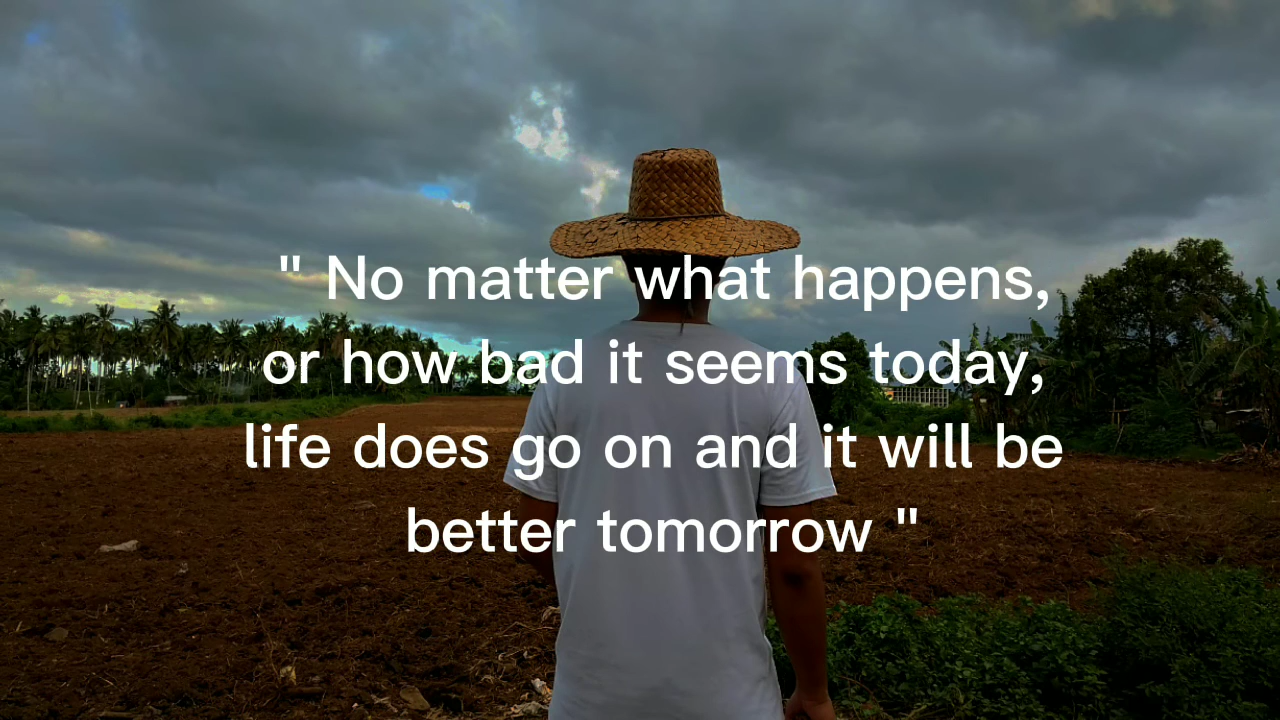 " No matter what happens,
or how bad it seems today,
life does go on and it will be
better tomorrow "